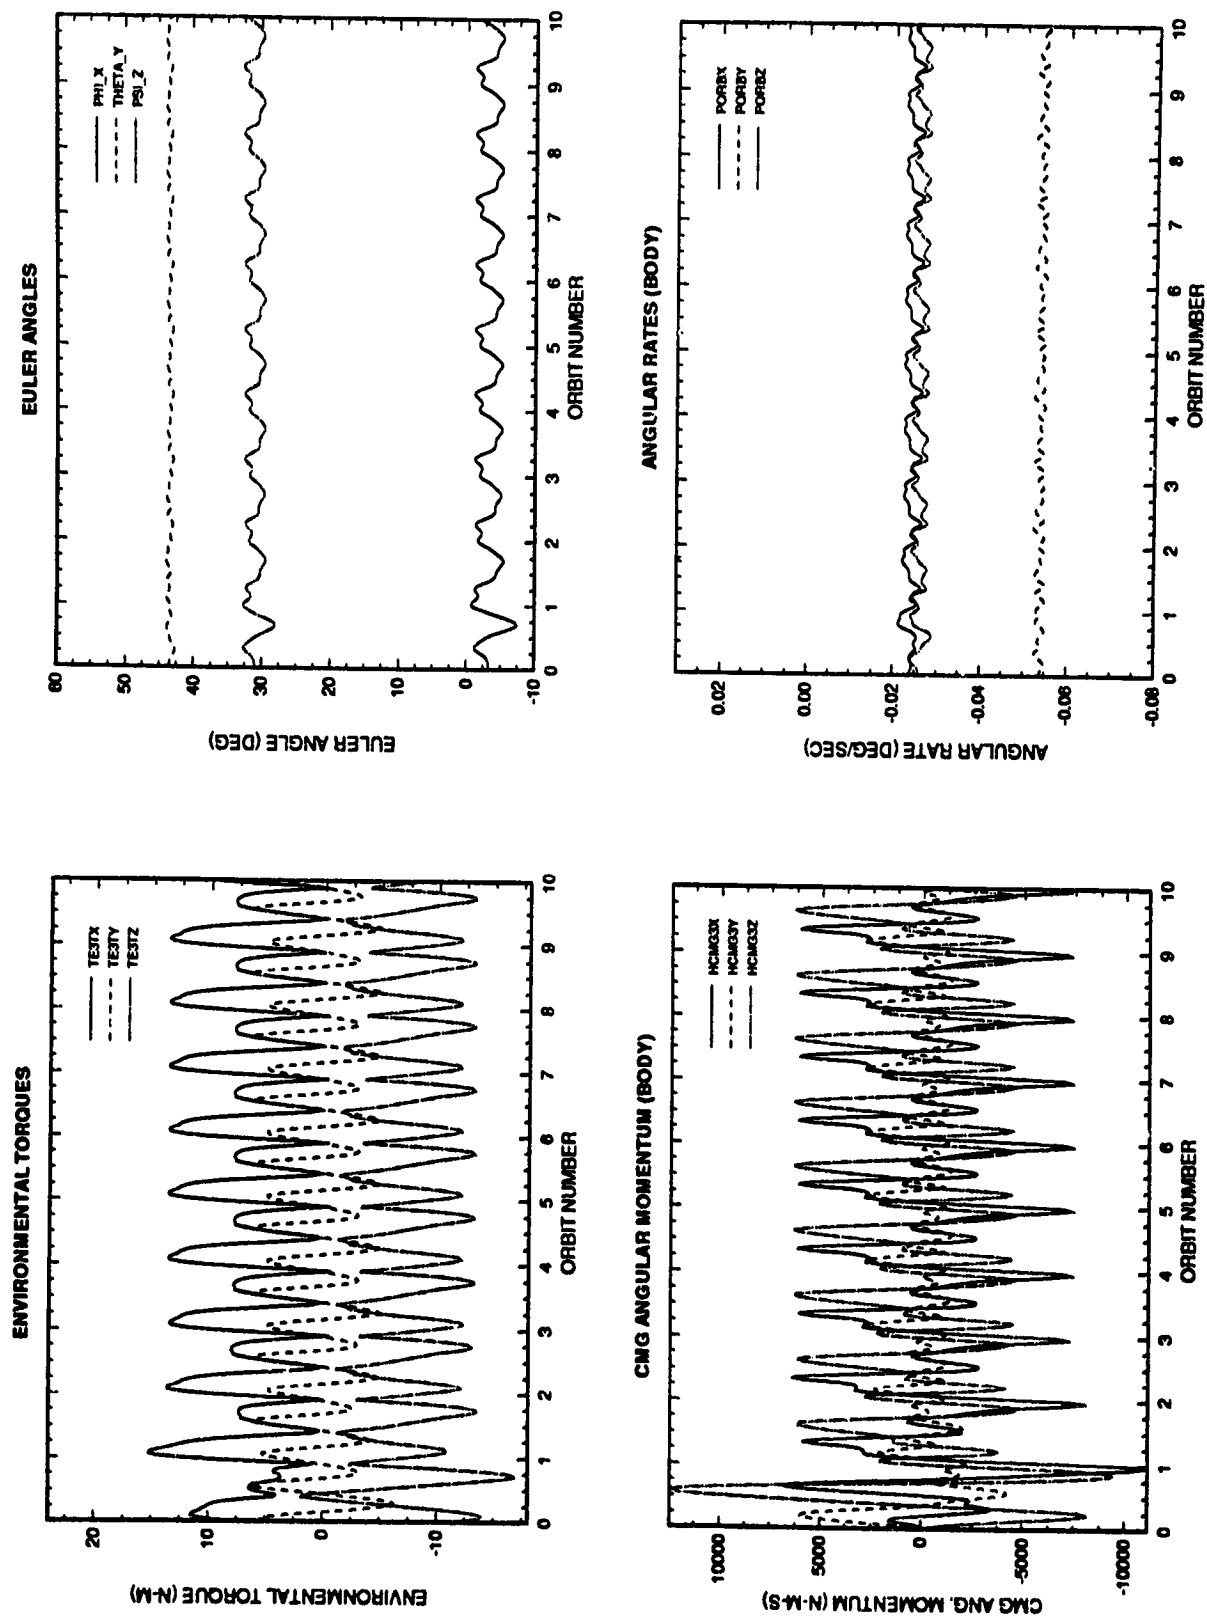 ENVIRONMENTAL TORQUES
TE3TX
TE3TY
TE3TZ
20
10
0
-10
ENVIRONMENTAL TORQUE (N-M)
0 1 2 3 4 5 6 7 8 9 10
ORBIT NUMBER
EULER ANGLES
PHI_X
THETA_Y
PSI_Z
60
50
40
30
20
10
0
-10
EULER ANGLE (DEG)
0 1 2 3 4 5 6 7 8 9 10
ORBIT NUMBER
CMG ANGULAR MOMENTUM (BODY)
HCMG3X
HCMG3Y
HCMG3Z
10000
5000
0
-5000
-10000
CMG ANG. MOMENTUM (N-M-S)
0 1 2 3 4 5 6 7 8 9 10
ORBIT NUMBER
ANGULAR RATES (BODY)
PORBX
PORBY
PORBZ
0.02
0.00
-0.02
-0.04
-0.06
-0.08
ANGULAR RATE (DEG/SEC)
0 1 2 3 4 5 6 7 8 9 10
ORBIT NUMBER